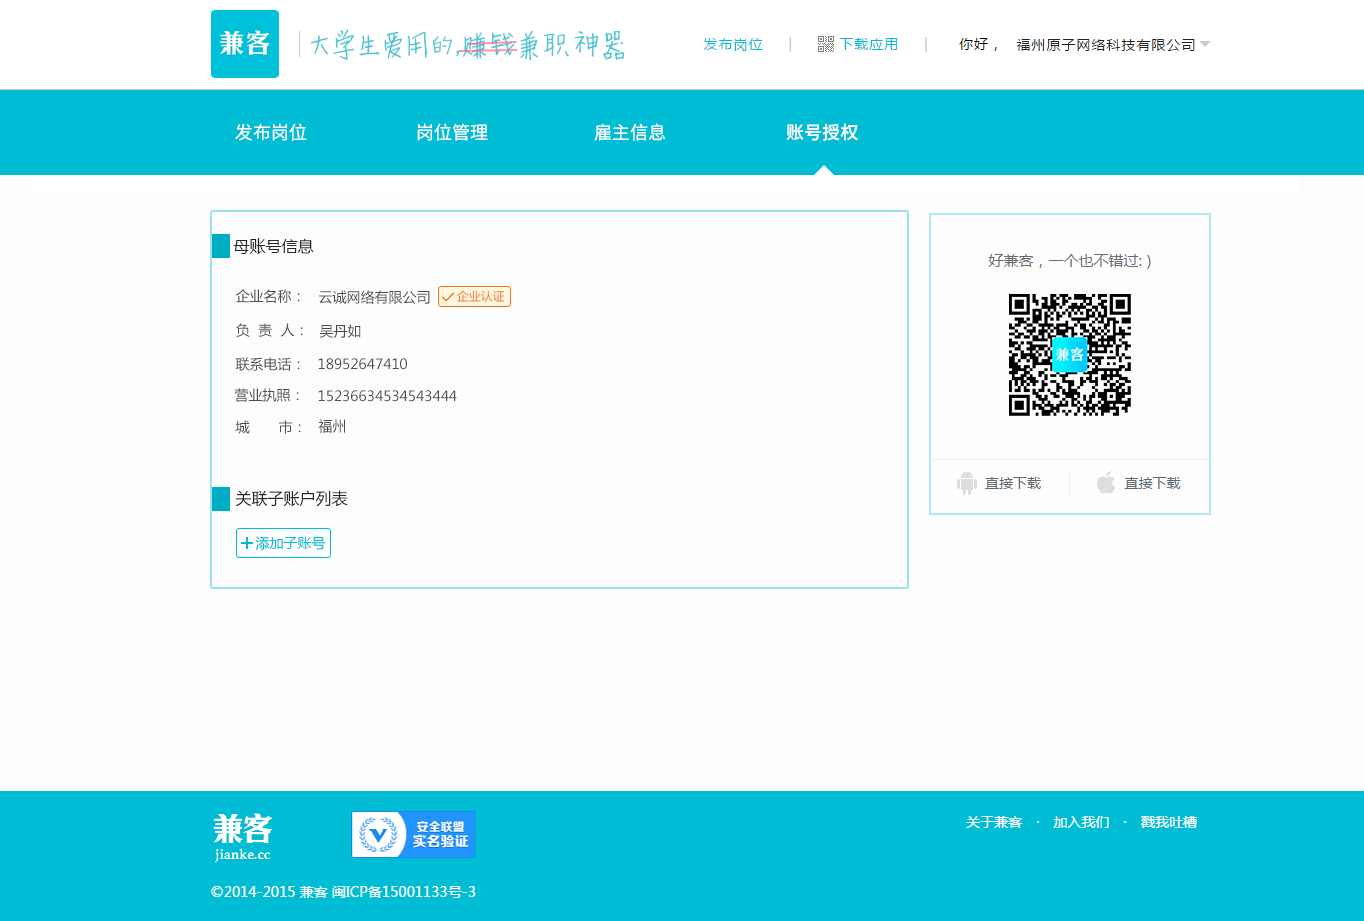 兼客
大学生爱用的,赚钱兼职神器
发布岗位 | 下载应用 | 你好， 福州原子网络科技有限公司
发布岗位 岗位管理 雇主信息 账号授权
母账号信息
企业名称： 云诚网络有限公司 企业认证
负 责 人： 吴丹如
联系电话： 18952647410
营业执照： 15236634534543444
城 市： 福州
关联子账户列表
+添加子账号
好兼客，一个也不错过: )
兼客
直接下载 直接下载
兼客
jianke.cc
安全联盟
实名验证
关于兼客 · 加入我们 · 戳我吐槽
©2014-2015 兼客 闽ICP备15001133号-3